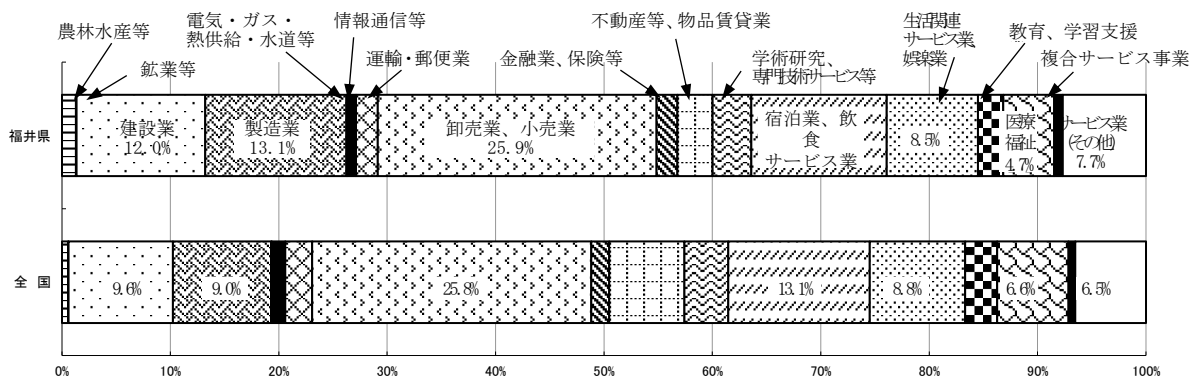 農林水産等
鉱業等
電気・ガス・
熱供給・水道等
情報通信等
運輸・郵便業
金融業、保険等
不動産等、物品賃貸業
学術研究、
専門技術サービス等
生活関連
サービス業、
娯楽業
教育、学習支援
複合サービス事業
福井県
建設業
12.0%
製造業
13.1%
卸売業、小売業
25.9%
宿泊業、飲
食
サービス業
8.5%
医療
福祉
4.7%
サービス業
(その他)
7.7%
全 国
9.6%
9.0%
25.8%
13.1%
8.8%
6.6%
6.5%
0%
10%
20%
30%
40%
50%
60%
70%
80%
90%
100%